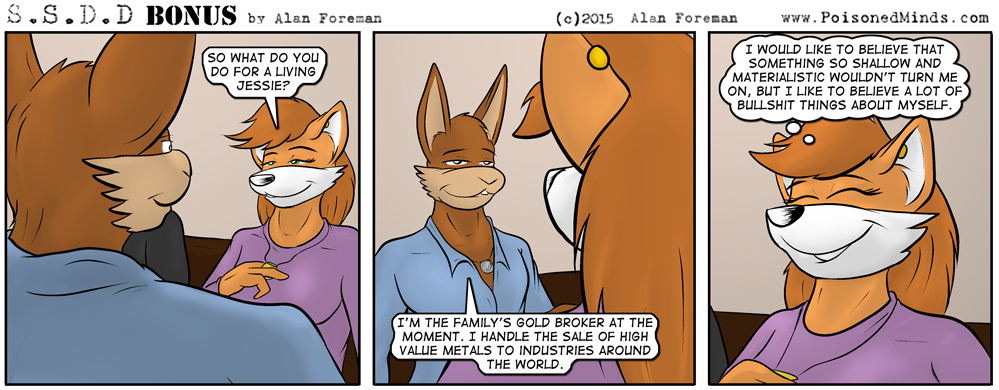 S.S.D.D BONUS by Alan Foreman (c)2015 Alan Foreman www.PoisonedMinds.com
SO WHAT DO YOU
DO FOR A LIVING
JESSIE?
I'M THE FAMILY'S GOLD BROKER AT THE
MOMENT. I HANDLE THE SALE OF HIGH
VALUE METALS TO INDUSTRIES AROUND
THE WORLD.
I WOULD LIKE TO BELIEVE THAT
SOMETHING SO SHALLOW AND
MATERIALISTIC WOULDN'T TURN ME
ON, BUT I LIKE TO BELIEVE A LOT OF
BULLSHIT THINGS ABOUT MYSELF.